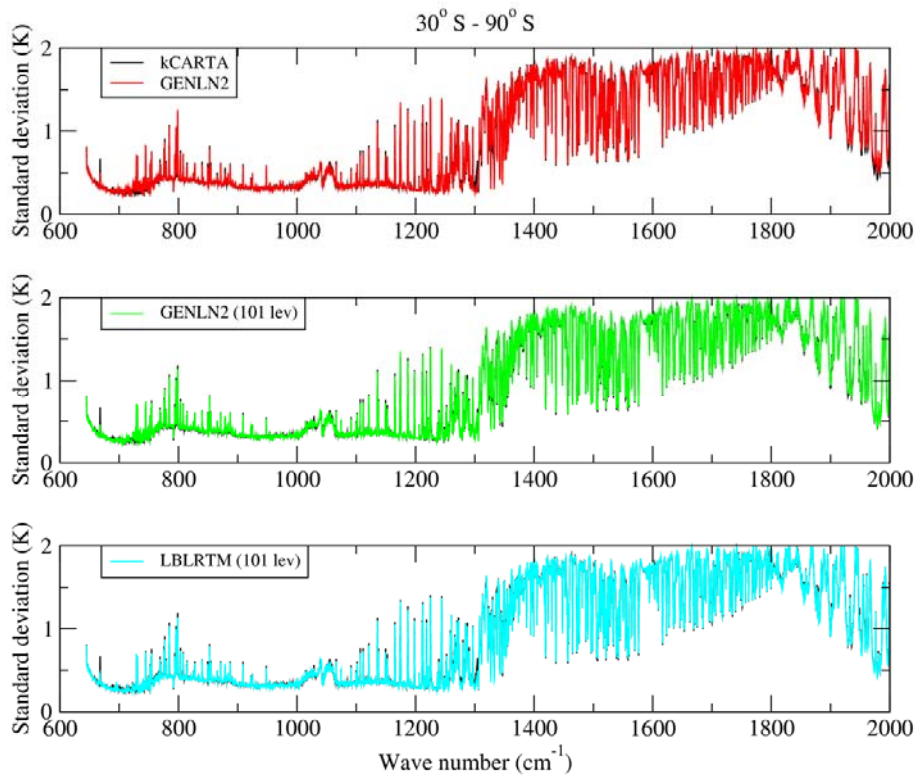 30° S - 90° S
Standard deviation (K)
2
1
0
kCARTA
GENLN2
600 800 1000 1200 1400 1600 1800 2000
Standard deviation (K)
2
1
0
GENLN2 (101 lev)
600 800 1000 1200 1400 1600 1800 2000
Standard deviation (K)
2
1
0
LBLRTM (101 lev)
600 800 1000 1200 1400 1600 1800 2000
Wave number (cm⁻¹)